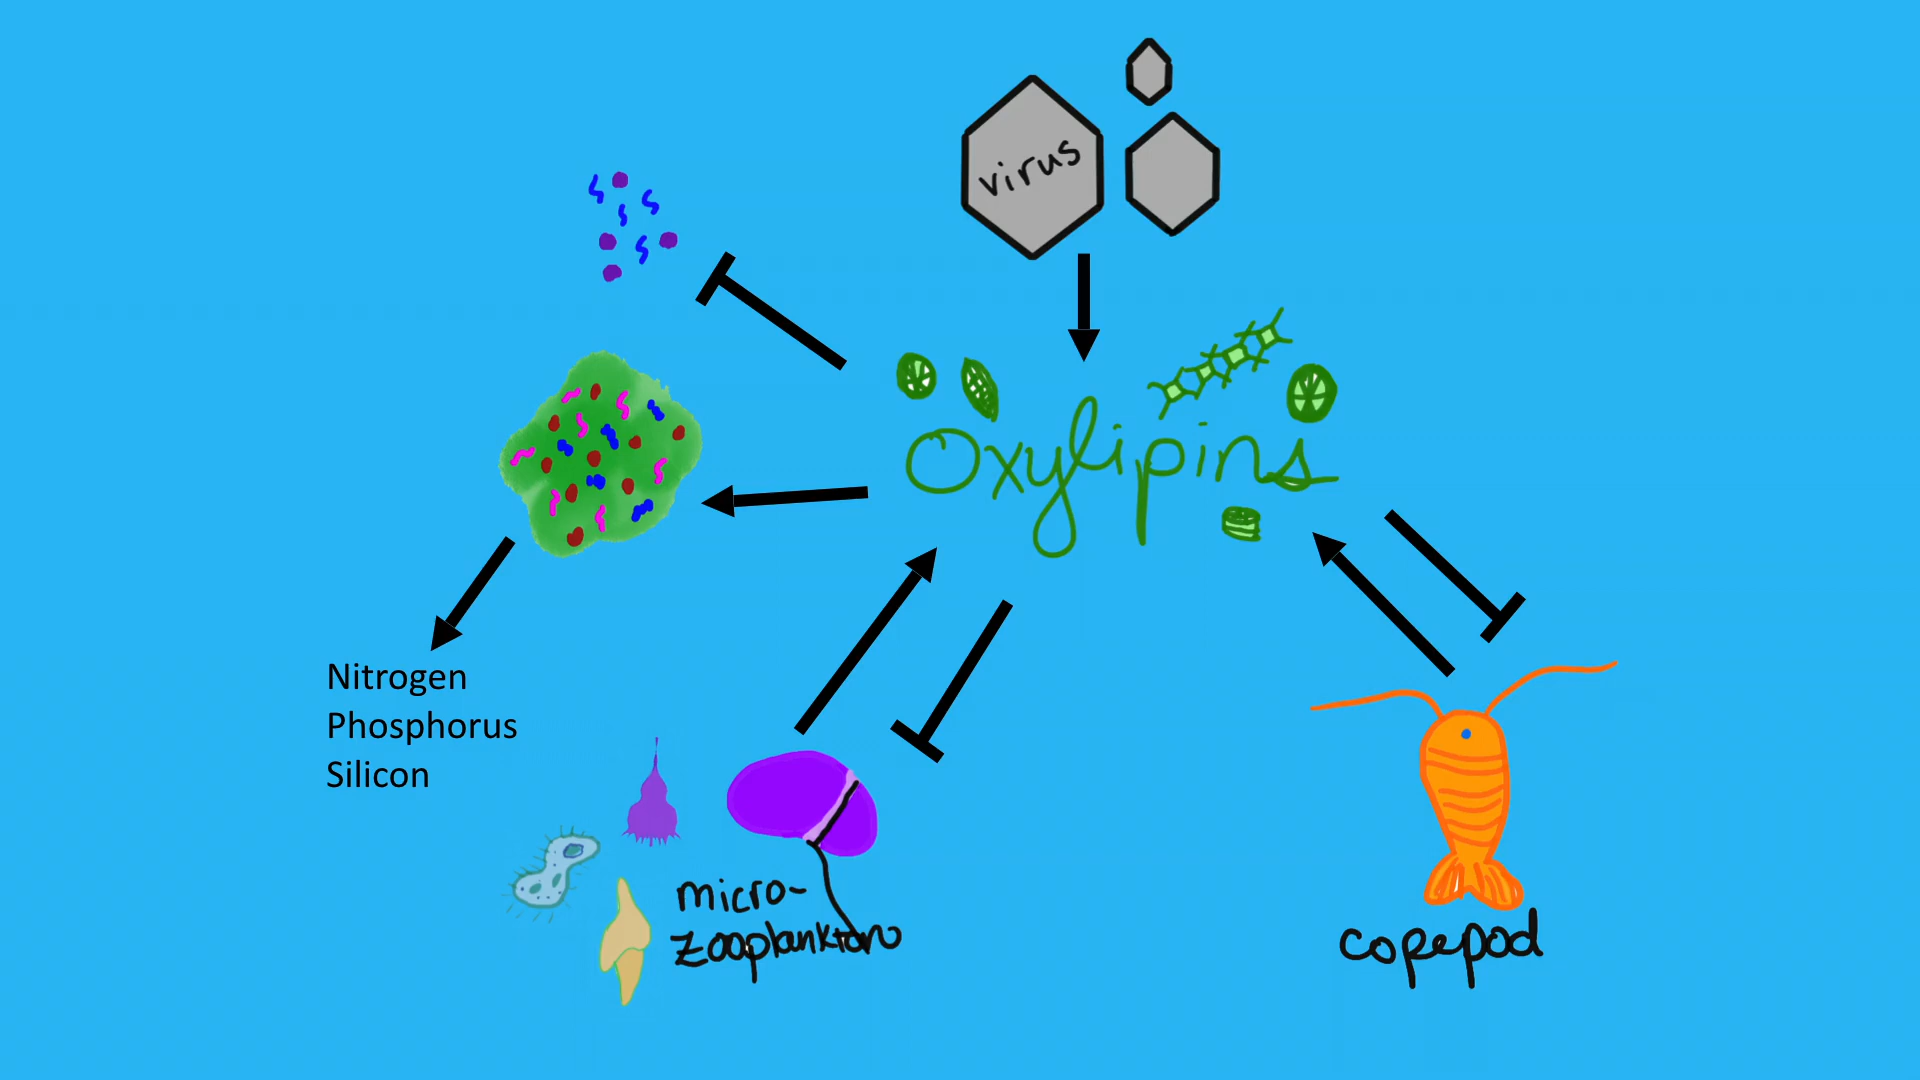 virus
Oxylipins
Nitrogen
Phosphorus
Silicon
micro-
zooplankton
copepod